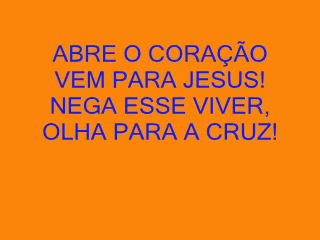 ABRE O CORAÇÃO
VEM PARA JESUS!
NEGA ESSE VIVER,
OLHA PARA A CRUZ!